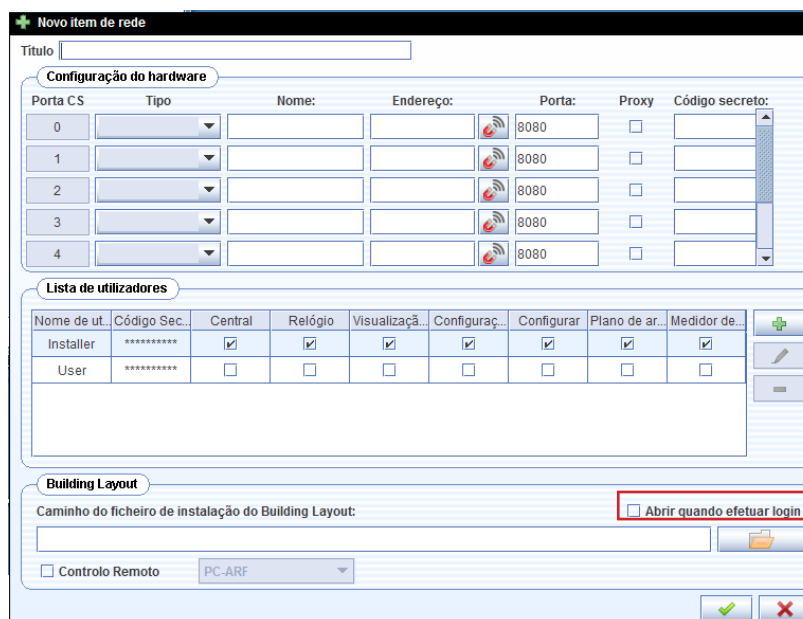 Novo item de rede
Título
Configuração do hardware
Porta CS Tipo Nome: Endereço: Porta: Proxy Código secreto:
0 8080
1 8080
2 8080
3 8080
4 8080
Lista de utilizadores
Nome de ut... Código Sec... Central Relógio Visualizaçã... Configuraç... Configurar Plano de ar... Medidor de...
Installer **********
User **********
Building Layout
Caminho do ficheiro de instalação do Building Layout: Abrir quando efetuar login
Controlo Remoto PC-ARF